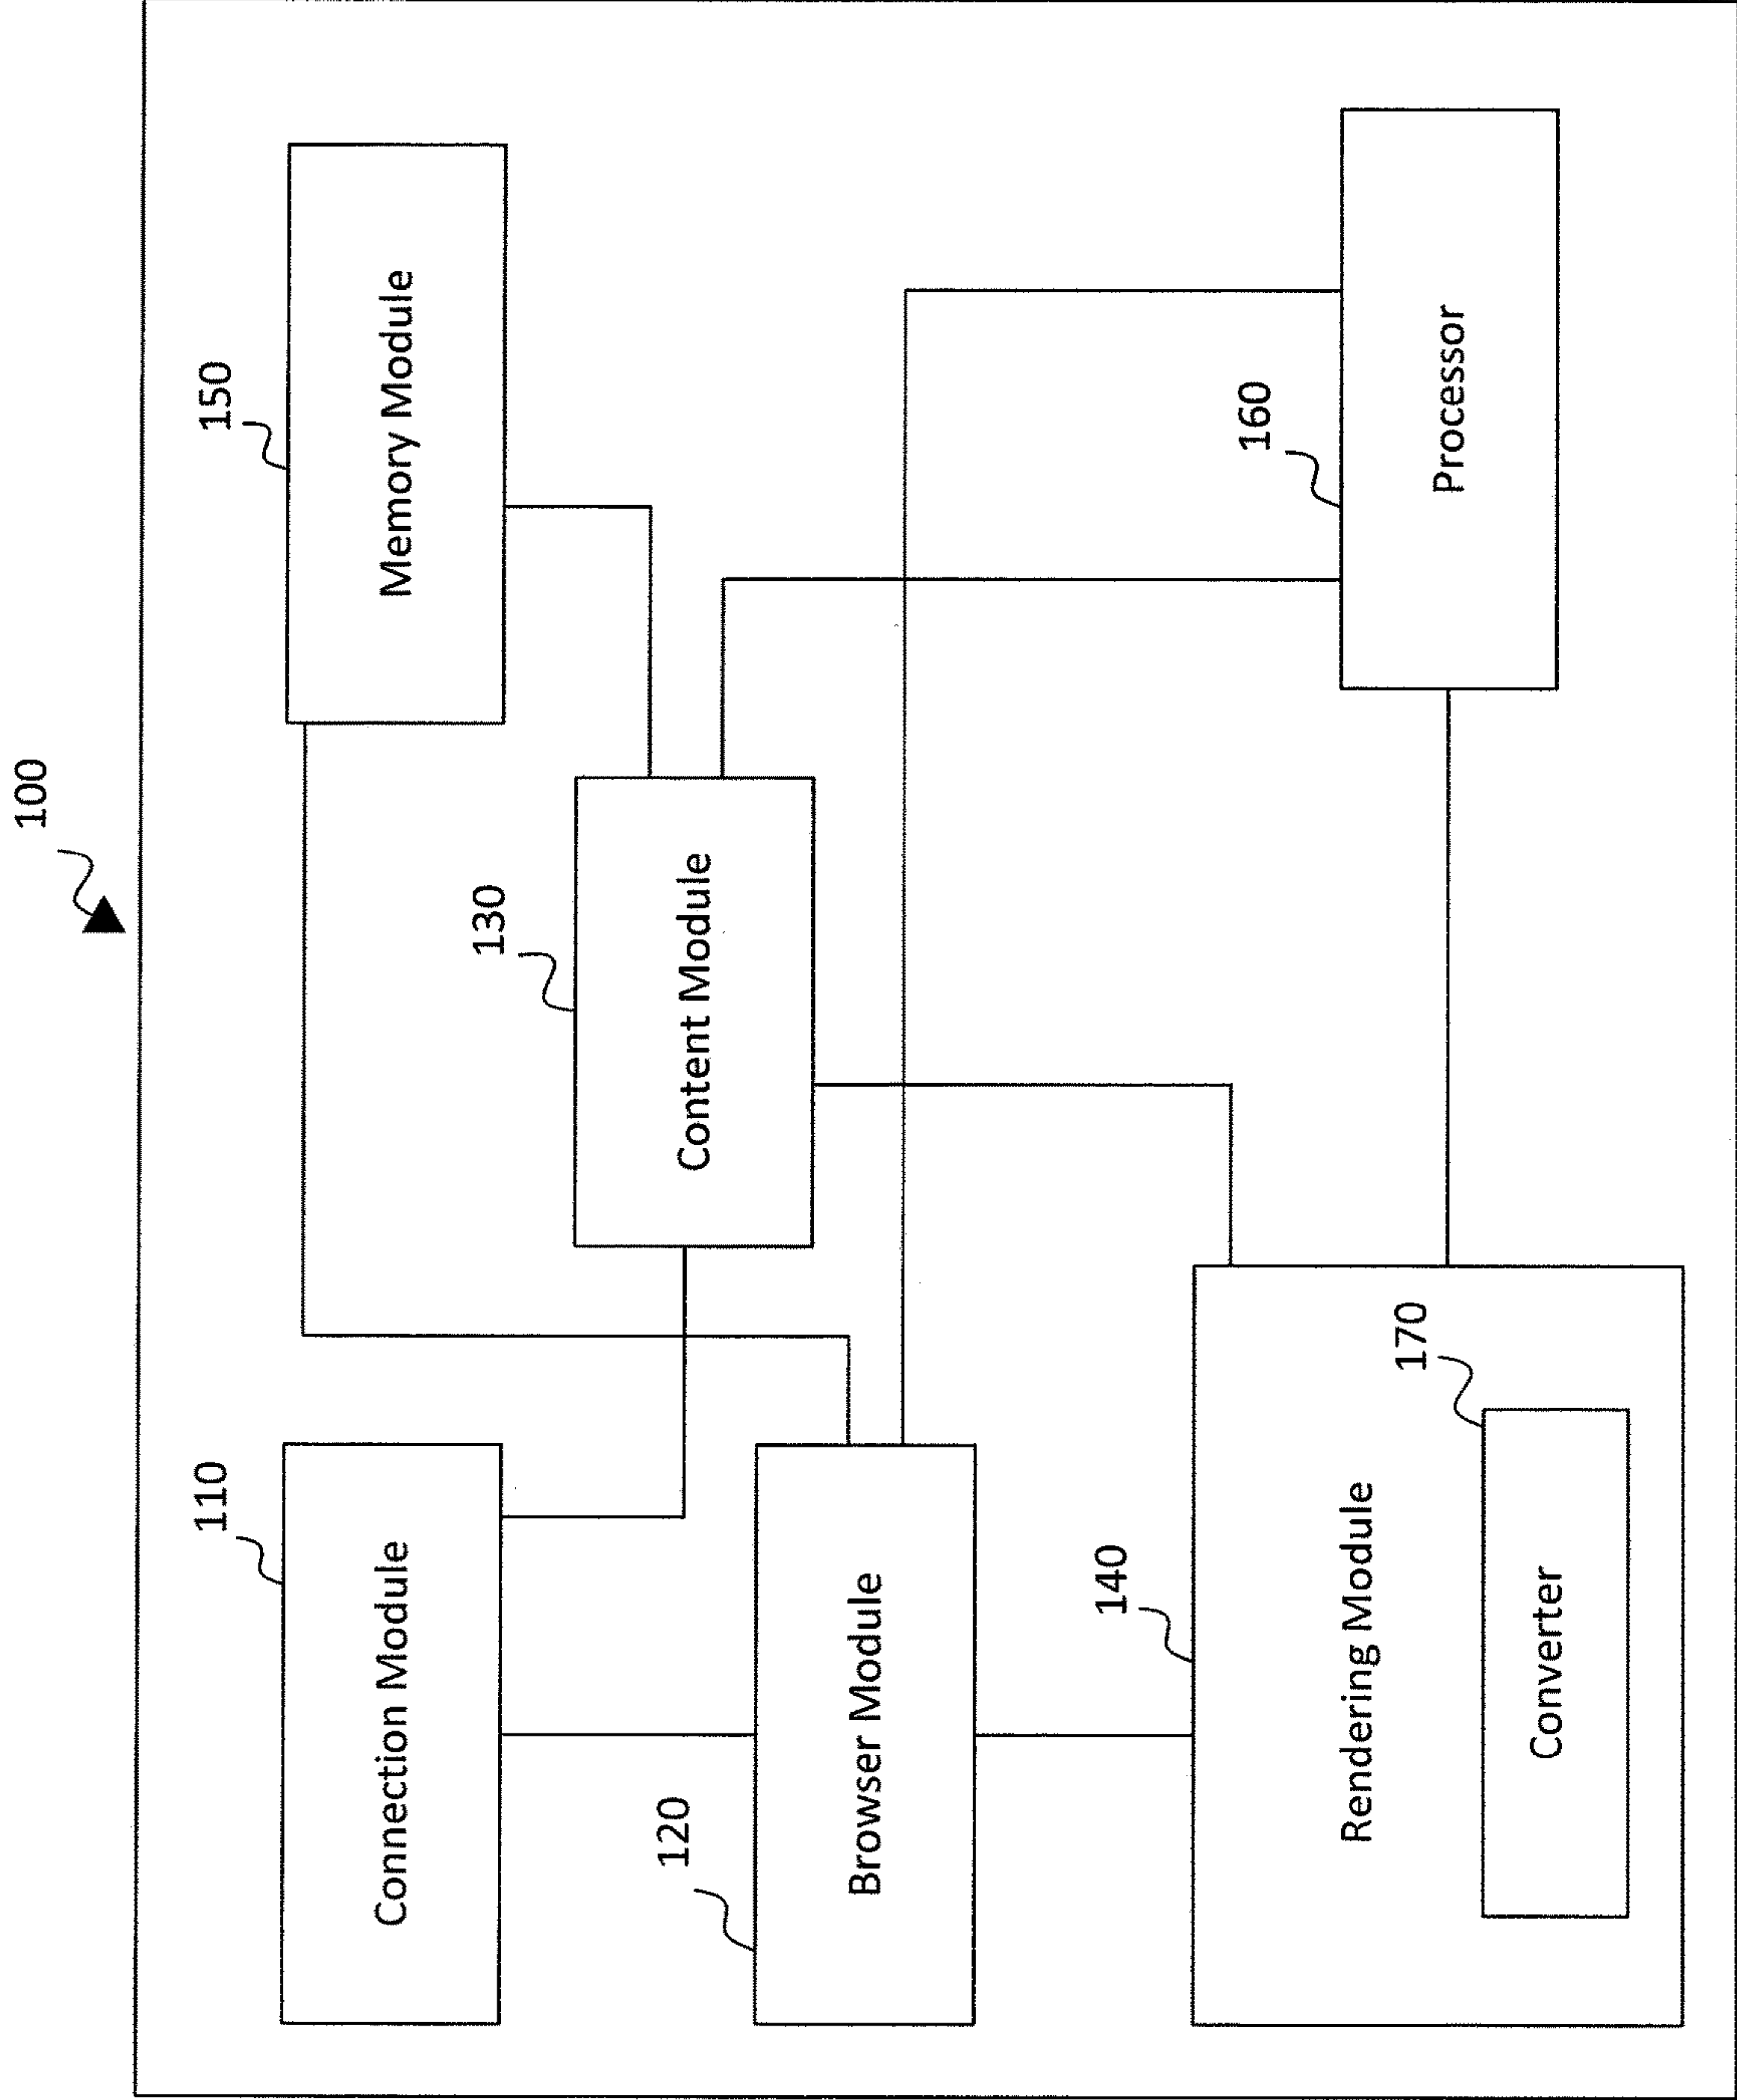 100
110
Connection Module
150
Memory Module
130
Content Module
120
Browser Module
140
Rendering Module
170
Converter
160
Processor